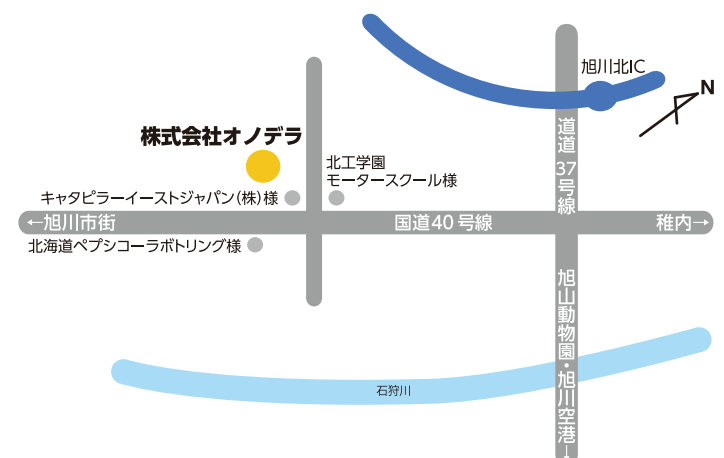 旭川北IC
N
株式会社オノデラ
道道37号線
北工学園
モータースクール様
キャタピラーイーストジャパン(株)様
←旭川市街
国道40号線
稚内→
北海道ペプシコーラボトリング様
旭山動物園・旭川空港→
石狩川